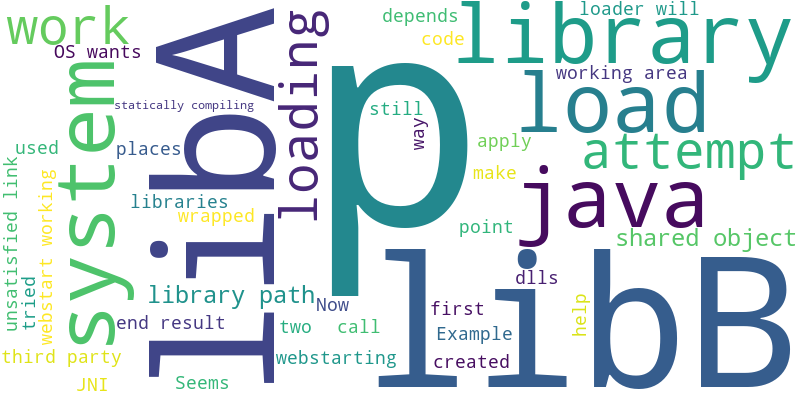 work
OS wants
system
libA
statically compiling
places
libraries
wrapped
used
unsatisfied link
webstart working
tried
library path
end result
third party
JNI
Seems
loading
p
depends
code
still
way
library
loader will
working area
load
attempt
apply
make
java
point
shared object
dlls
libB
Now
two
call
webstarting
first
Example
created
help